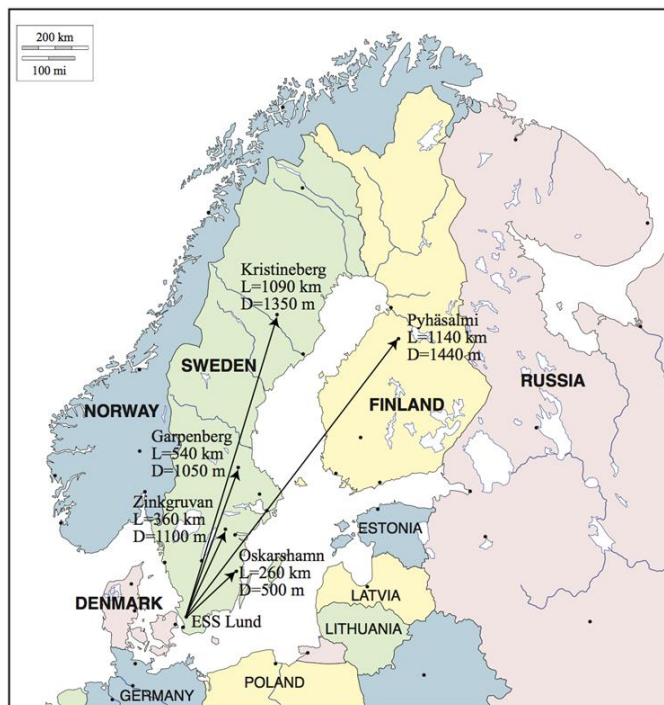 200 km
100 mi
Kristineberg
L=1090 km
D=1350 m
Pyhäsalmi
L=1140 km
D=1440 m
SWEDEN
RUSSIA
NORWAY
FINLAND
Garpenberg
L=540 km
D=1050 m
Zinkgruvan
L=360 km
D=1100 m
ESTONIA
Oskarshamn
L=260 km
D=500 m
DENMARK
LATVIA
ESS Lund
LITHUANIA
GERMANY
POLAND